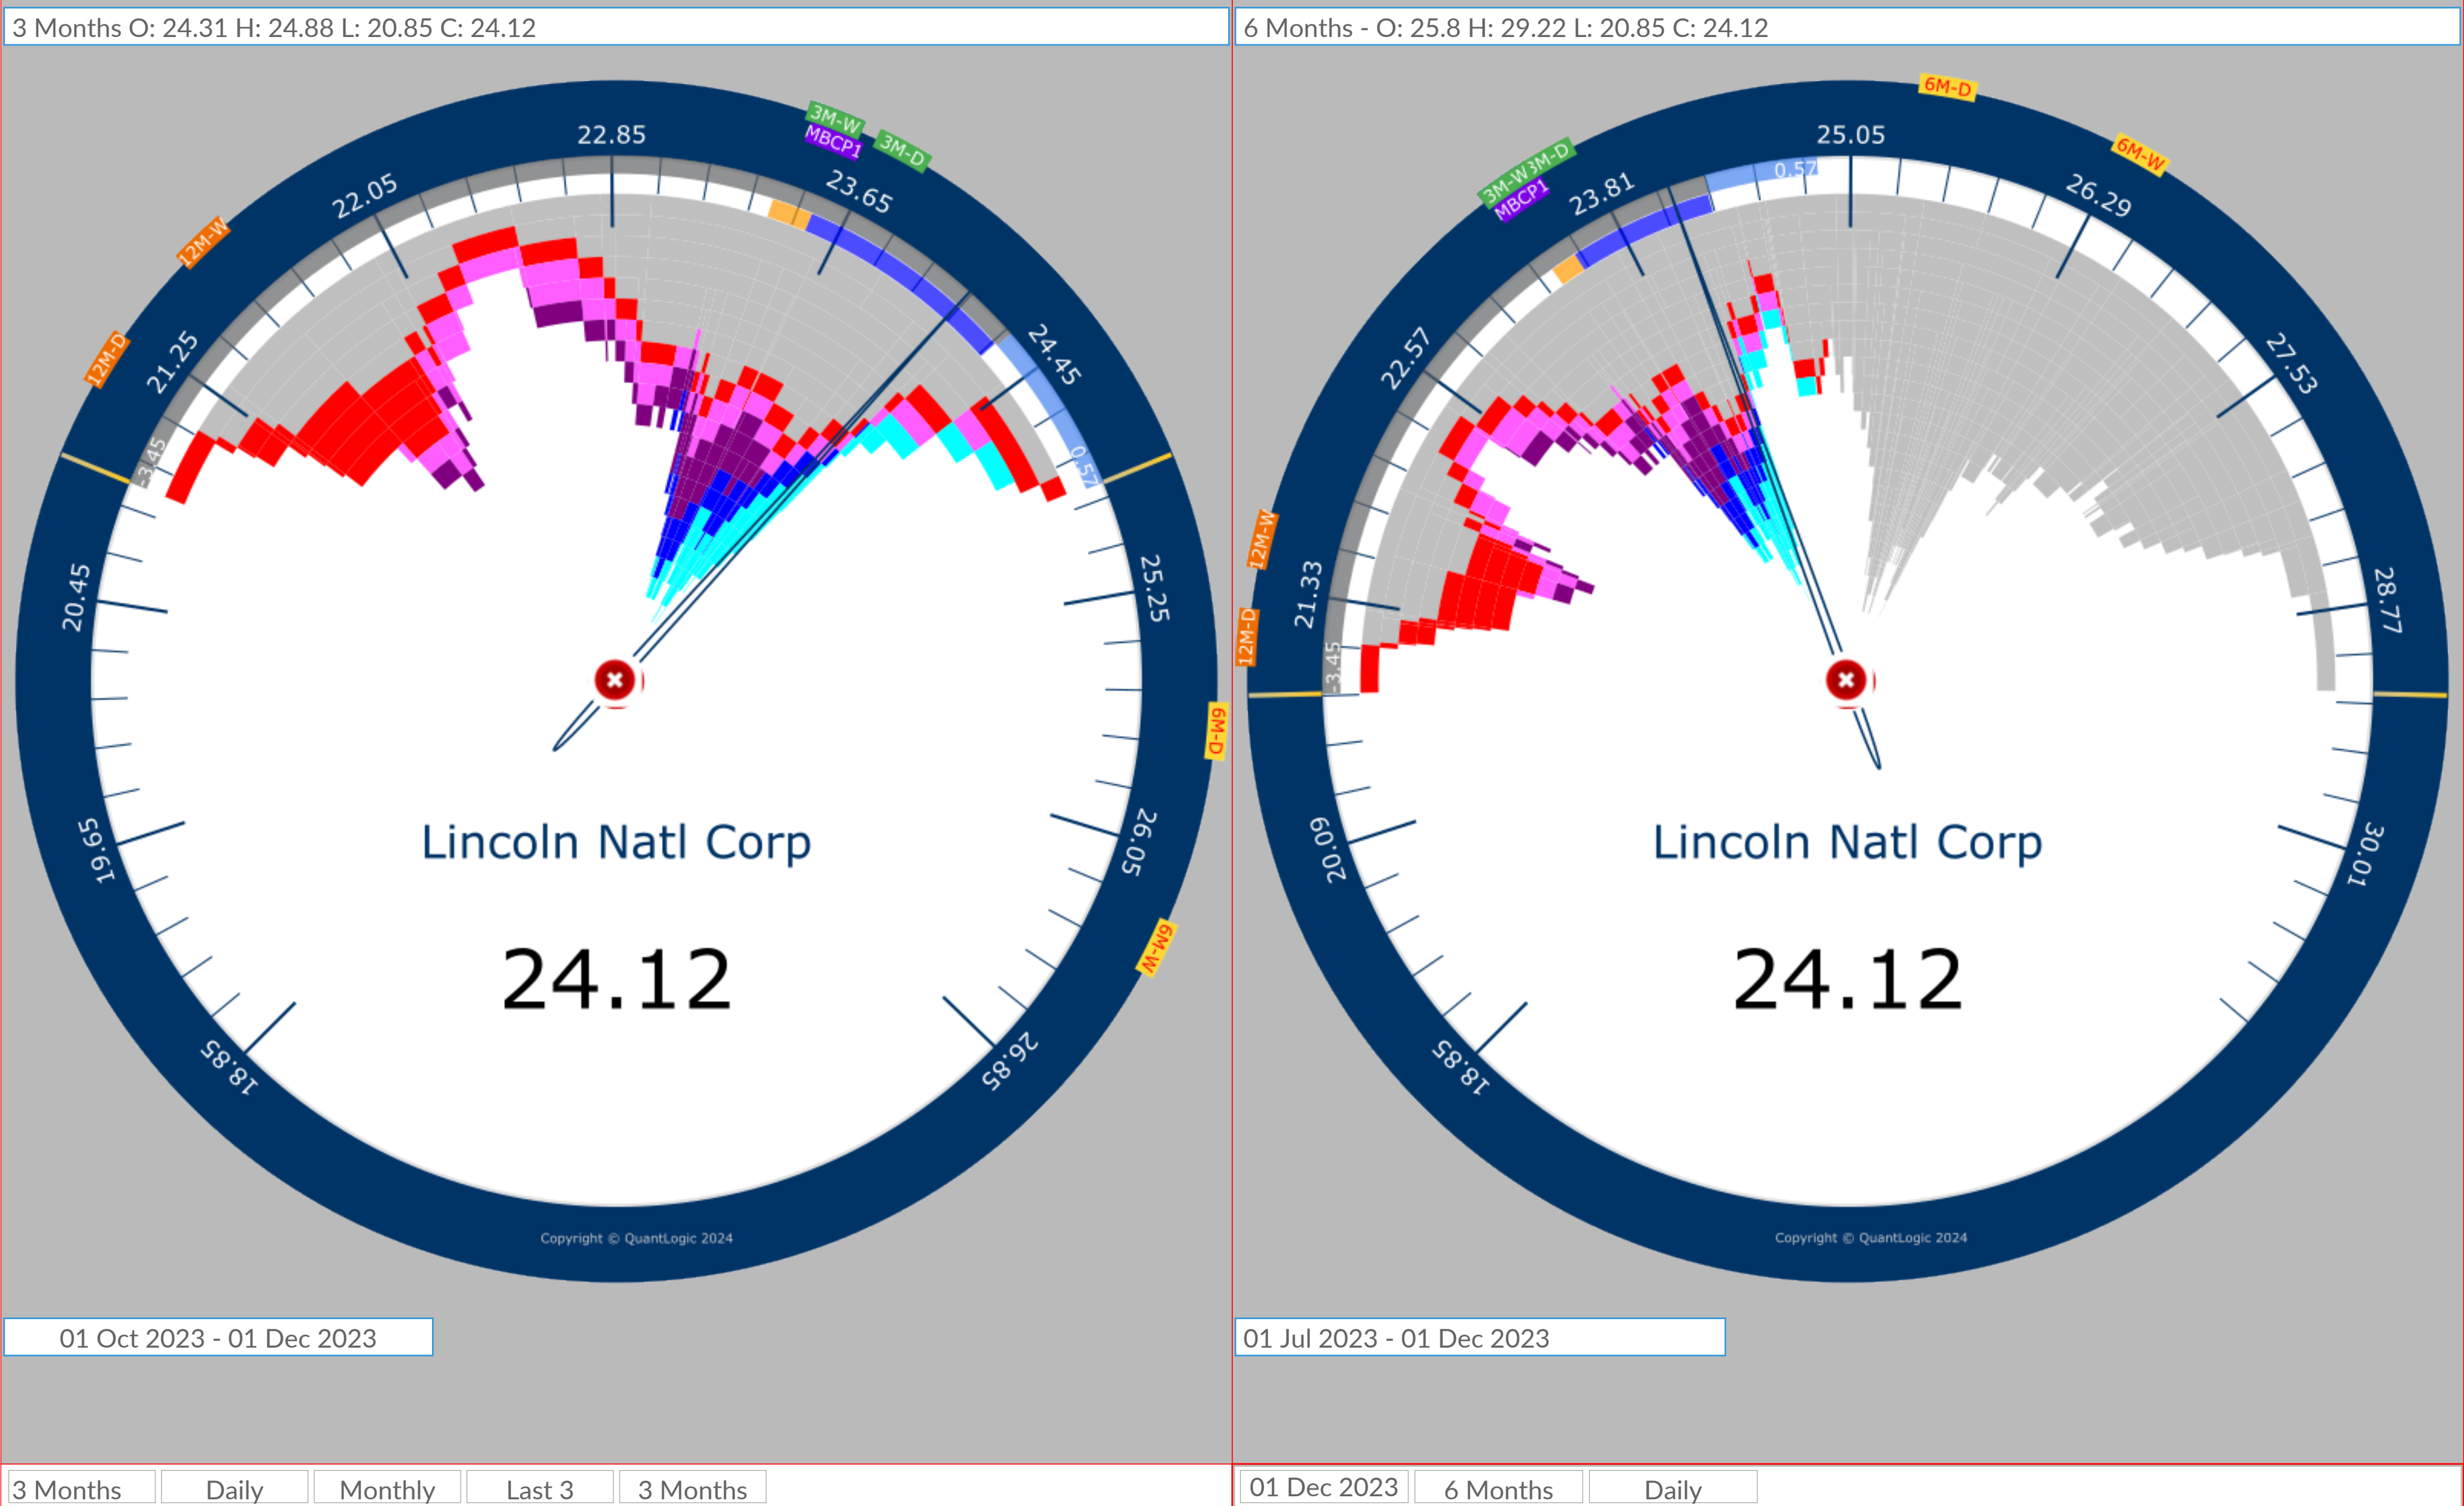 3 Months O: 24.31 H: 24.88 L: 20.85 C: 24.12
3M-W
MBCP1
3M-D
22.85
22.05
23.65
12M-W
12M-D
21.25
24.45
-3.45
0.57
20.45
25.25
6M-D
19.65
26.05
6M-W
18.85
26.85
Lincoln Natl Corp
24.12
Copyright © QuantLogic 2024
01 Oct 2023 - 01 Dec 2023
3 Months
Daily
Monthly
Last 3
3 Months
6 Months - O: 25.8 H: 29.22 L: 20.85 C: 24.12
6M-D
6M-W
3M-W
3M-D
MBCP1
25.05
0.57
23.81
26.29
22.57
27.53
12M-W
12M-D
21.33
28.77
-3.45
20.09
30.01
18.85
Lincoln Natl Corp
24.12
Copyright © QuantLogic 2024
01 Jul 2023 - 01 Dec 2023
01 Dec 2023
6 Months
Daily